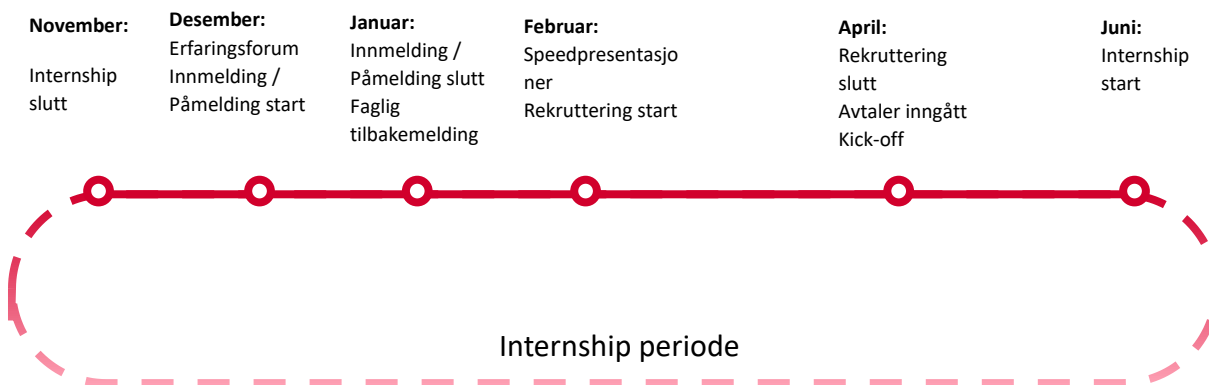 November:
Internship
slutt
Desember:
Erfaringsforum
Innmelding /
Påmelding start
Januar:
Innmelding /
Påmelding slutt
Faglig
tilbakemelding
Februar:
Speedpresentasjo
ner
Rekruttering start
April:
Rekruttering
slutt
Avtaler inngått
Kick-off
Juni:
Internship
start
Internship periode